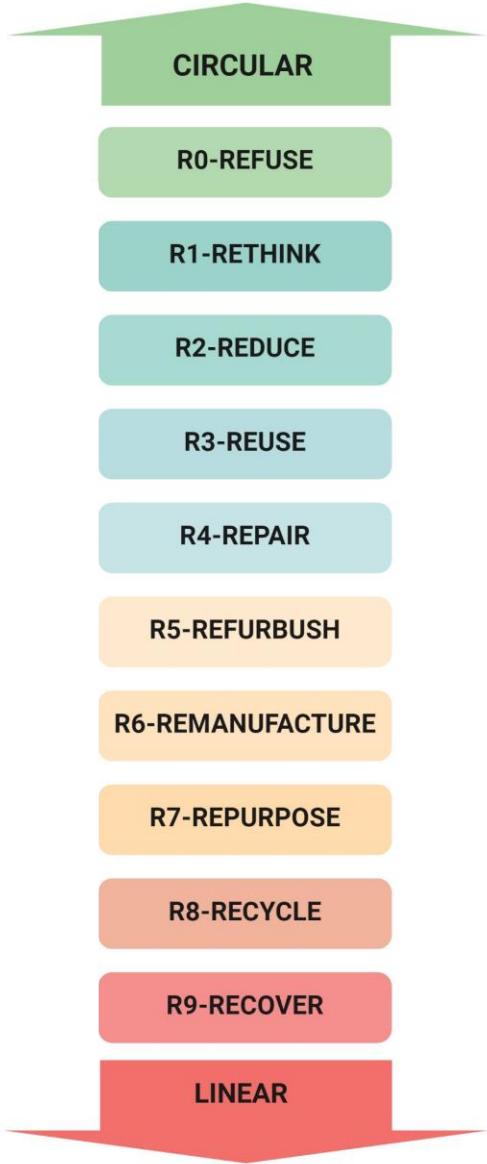 CIRCULAR
R0-REFUSE
R1-RETHINK
R2-REDUCE
R3-REUSE
R4-REPAIR
R5-REFURBUSH
R6-REMANUFACTURE
R7-REPURPOSE
R8-RECYCLE
R9-RECOVER
LINEAR